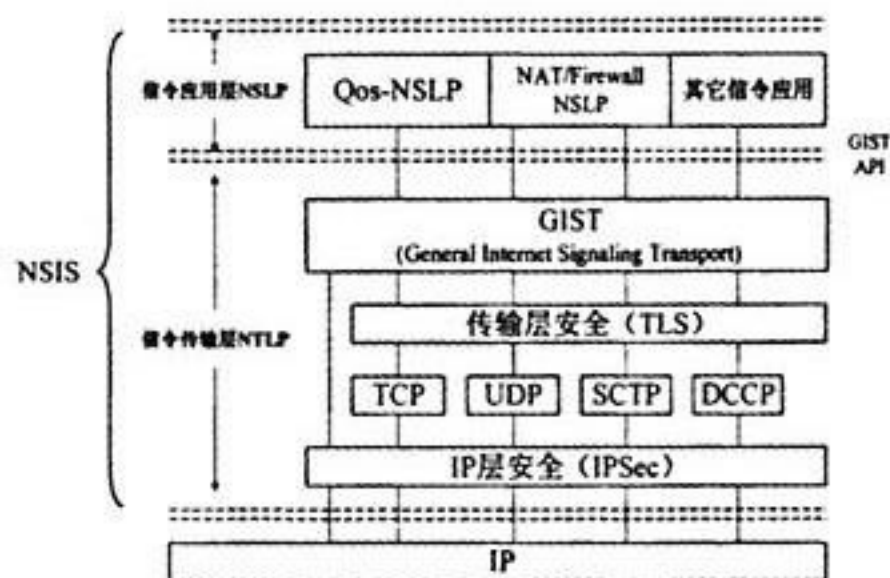 信令应用层NSLP
Qos-NSLP
NAT/Firewall
NSLP
其它信令应用
GIST
API
GIST
(General Internet Signaling Transport)
NSIS
信令传输层NTLP
传输层安全（TLS）
TCP
UDP
SCTP
DCCP
IP层安全（IPSec）
IP